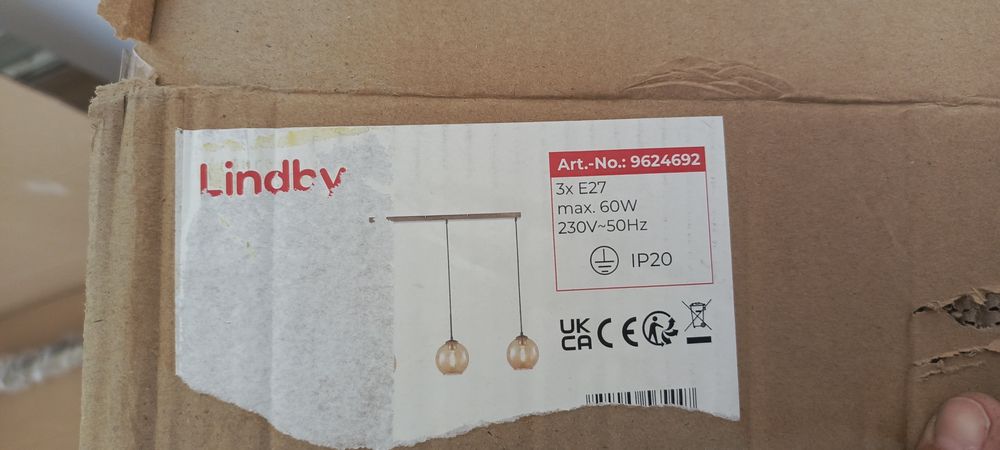 Lindby
Art.-No.: 9624692
3x E27
max. 60W
230V~50Hz
IP20
UK
CA CE